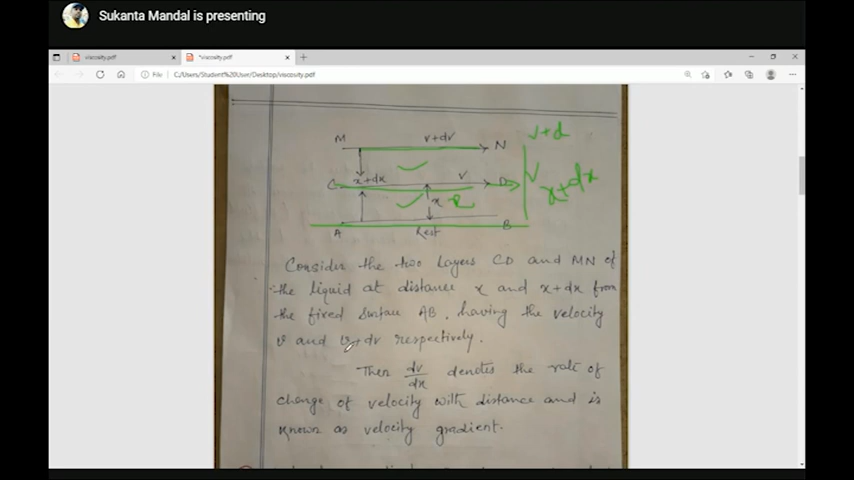 Sukanta Mandal is presenting
viscosity.pdf
*viscosity.pdf
File
C:/Users/Student%20User/Desktop/viscosity.pdf
M v+dv N
v+d
C x+dx v D
v
x+dx
x
A Rest B
Consider the two layers CD and MN of
the liquid at distance x and x+dx from
the fixed surface AB, having the velocity
v and v+dv respectively.
Then dv/dx denotes the rate of
change of velocity with distance and is
known as velocity gradient.